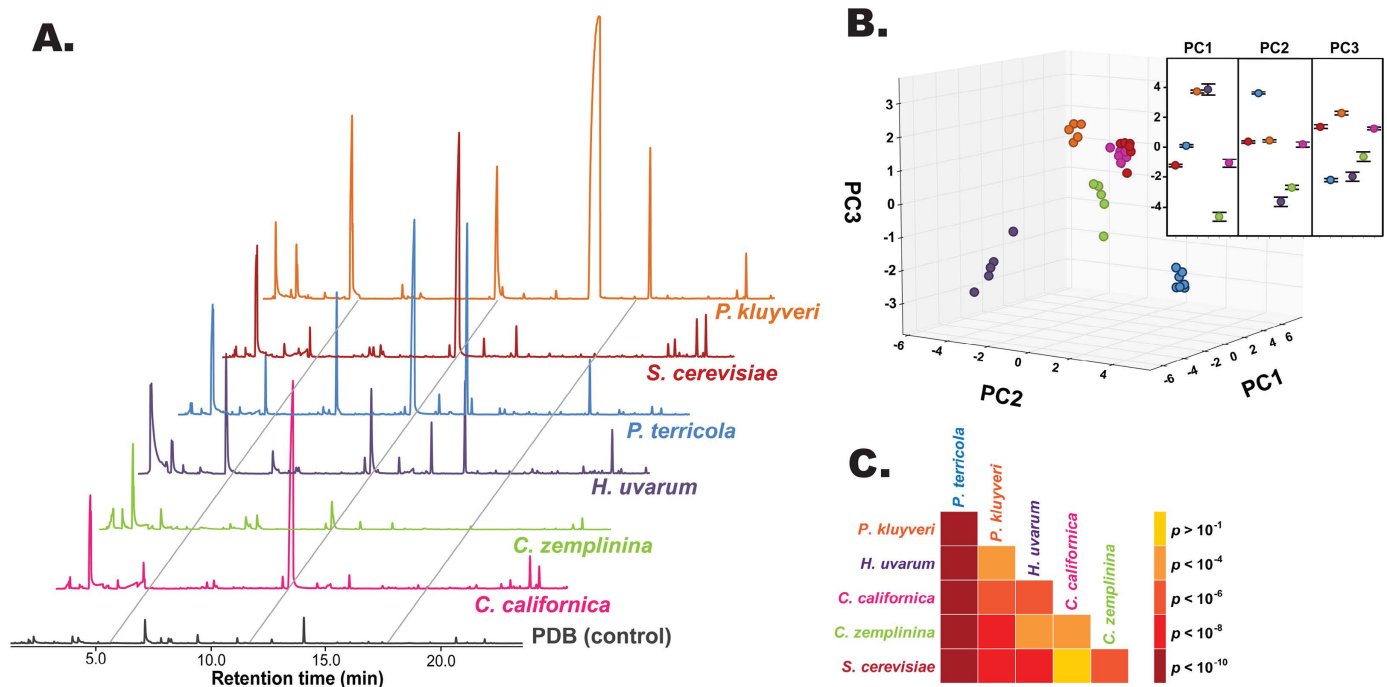 A.
P. kluyveri
S. cerevisiae
P. terricola
H. uvarum
C. zemplinina
C. californica
PDB (control)
5.0 10.0 15.0 20.0
Retention time (min)
B.
PC1 PC2 PC3
4
2
0
-2
-4
3
2
1
0
-1
-2
-3
PC3
-6 -4 -2 0 2 4
PC2
-6 -4 -2 0 2 4 6
PC1
C.
P. terricola
P. kluyveri
H. uvarum
C. californica
C. zemplinina
P. kluyveri
H. uvarum
C. californica
C. zemplinina
S. cerevisiae
p > 10⁻¹
p < 10⁻⁴
p < 10⁻⁶
p < 10⁻⁸
p < 10⁻¹⁰